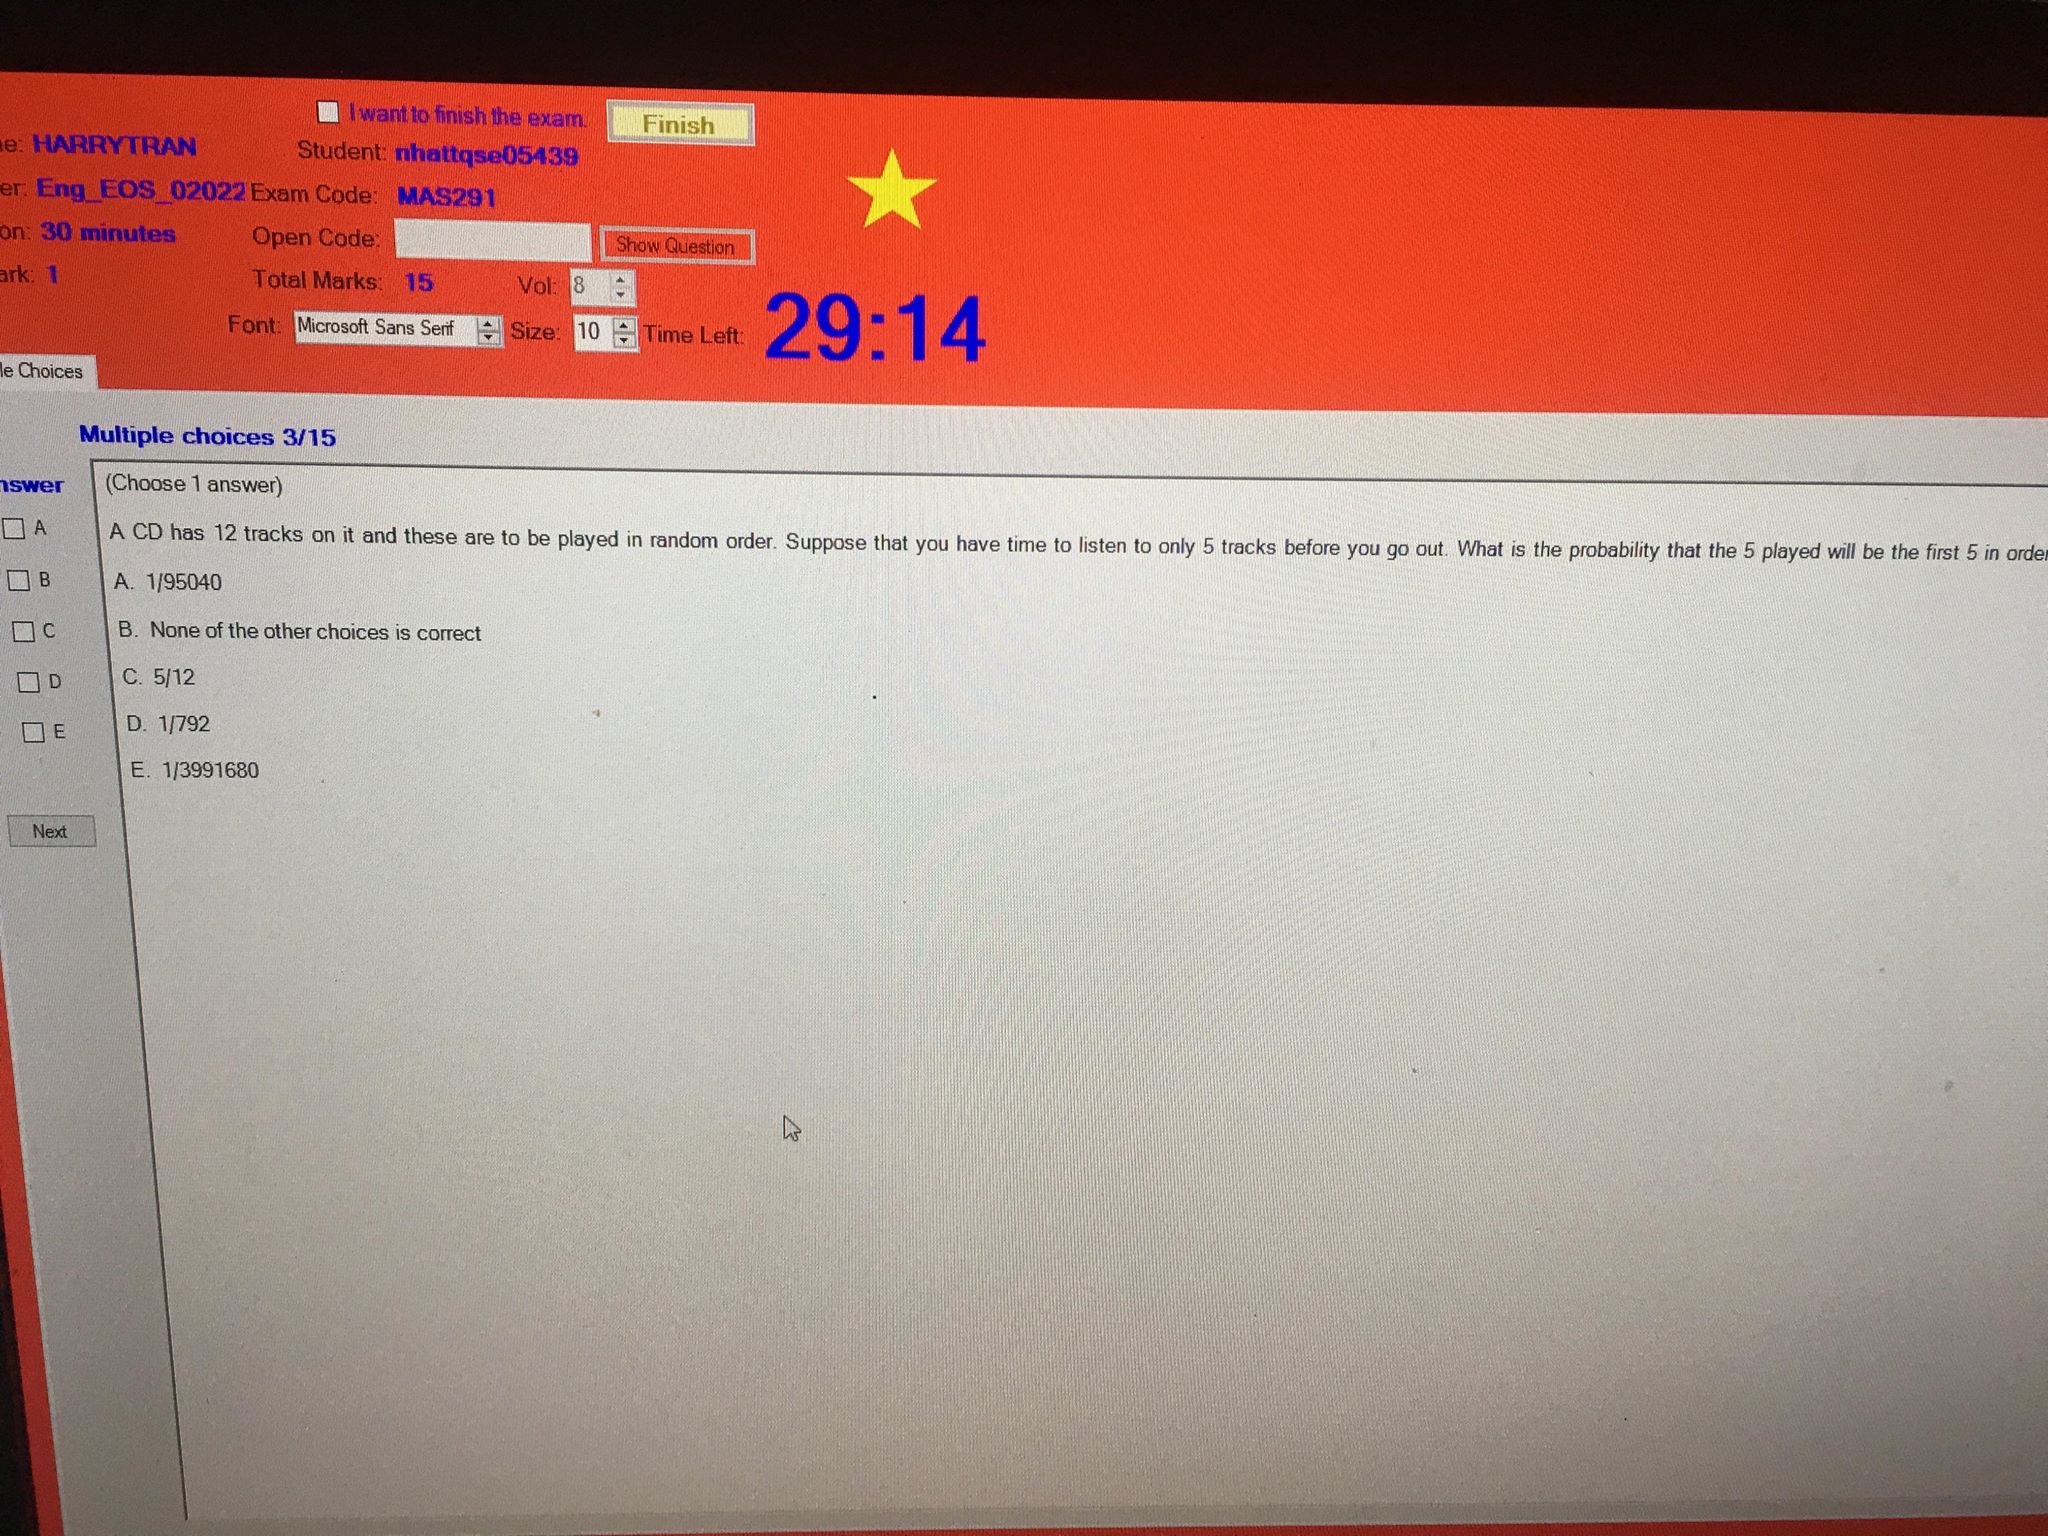 I want to finish the exam. Finish
e: HARRYTRAN Student: nhattqse05439
er: Eng_EOS_02022 Exam Code: MAS291
on: 30 minutes Open Code: Show Question
ark: 1 Total Marks: 15 Vol: 8
Font: Microsoft Sans Serif Size: 10 Time Left: 29:14
le Choices
Multiple choices 3/15
nswer (Choose 1 answer)
A A CD has 12 tracks on it and these are to be played in random order. Suppose that you have time to listen to only 5 tracks before you go out. What is the probability that the 5 played will be the first 5 in order
B A. 1/95040
C B. None of the other choices is correct
D C. 5/12
E D. 1/792
E. 1/3991680
Next